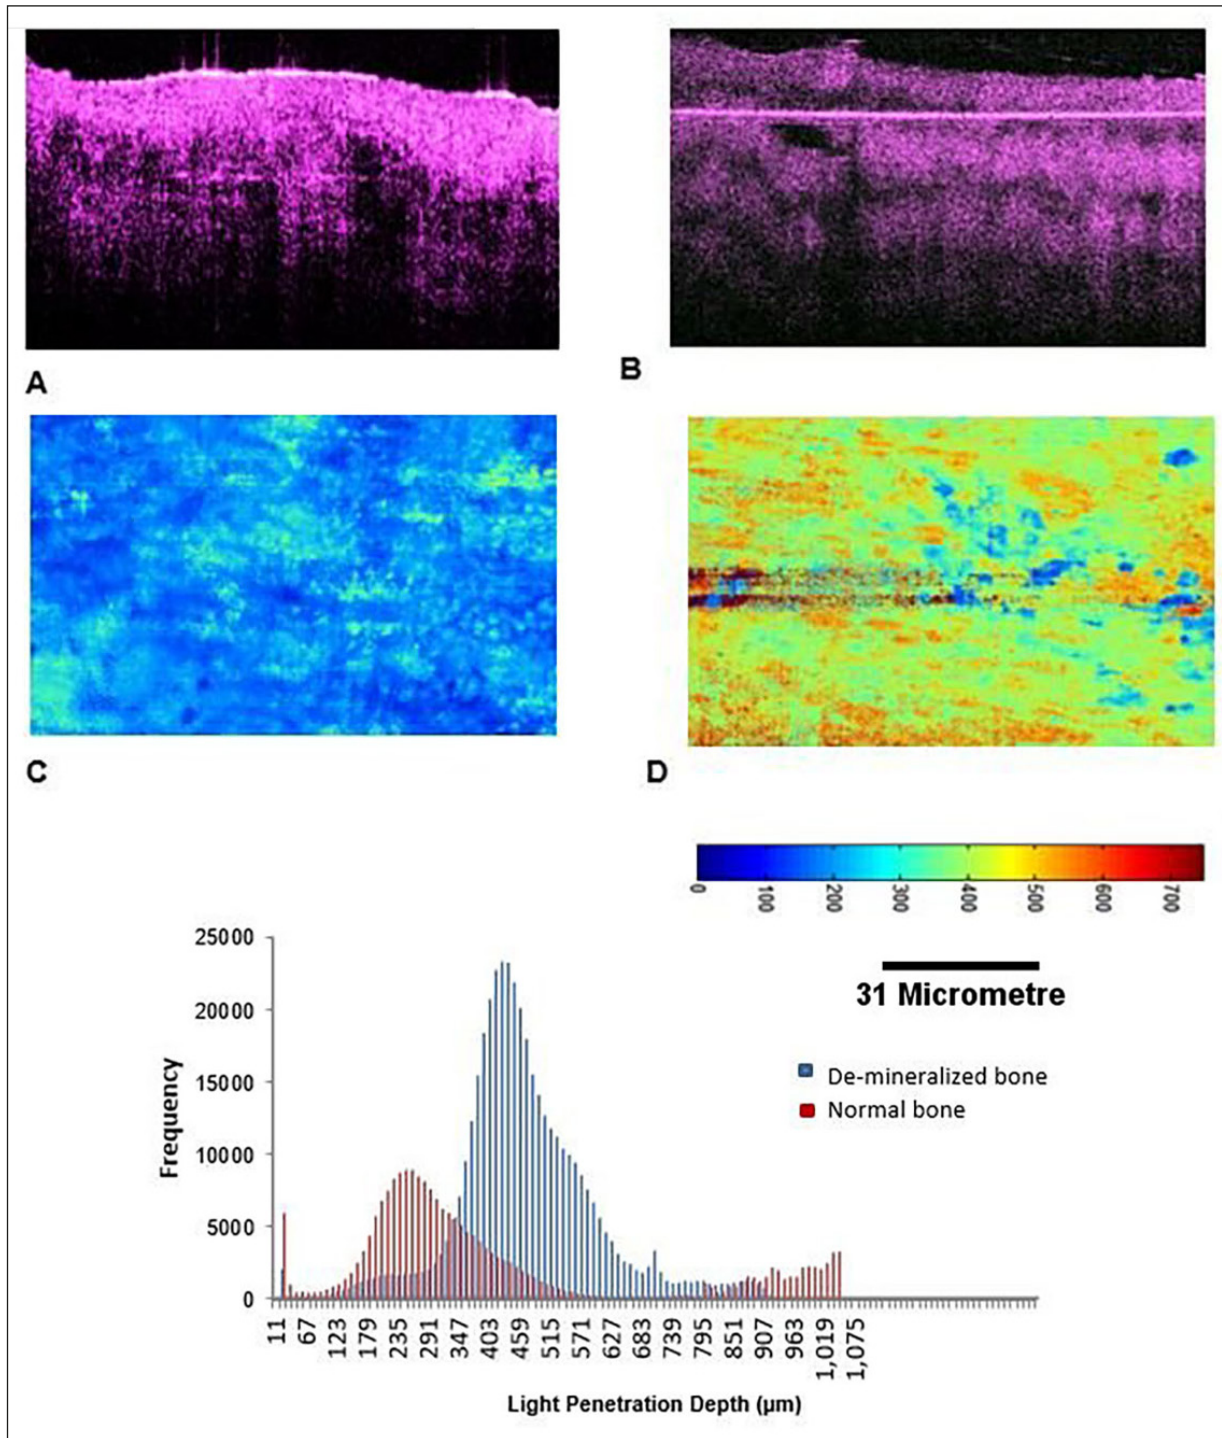 A
B
C
D
0 100 200 300 400 500 600 700
31 Micrometre
De-mineralized bone
Normal bone
Frequency
25000
20000
15000
10000
5000
0
11 67 123 179 235 291 347 403 459 515 571 627 683 739 795 851 907 963 1,019 1,075
Light Penetration Depth (µm)